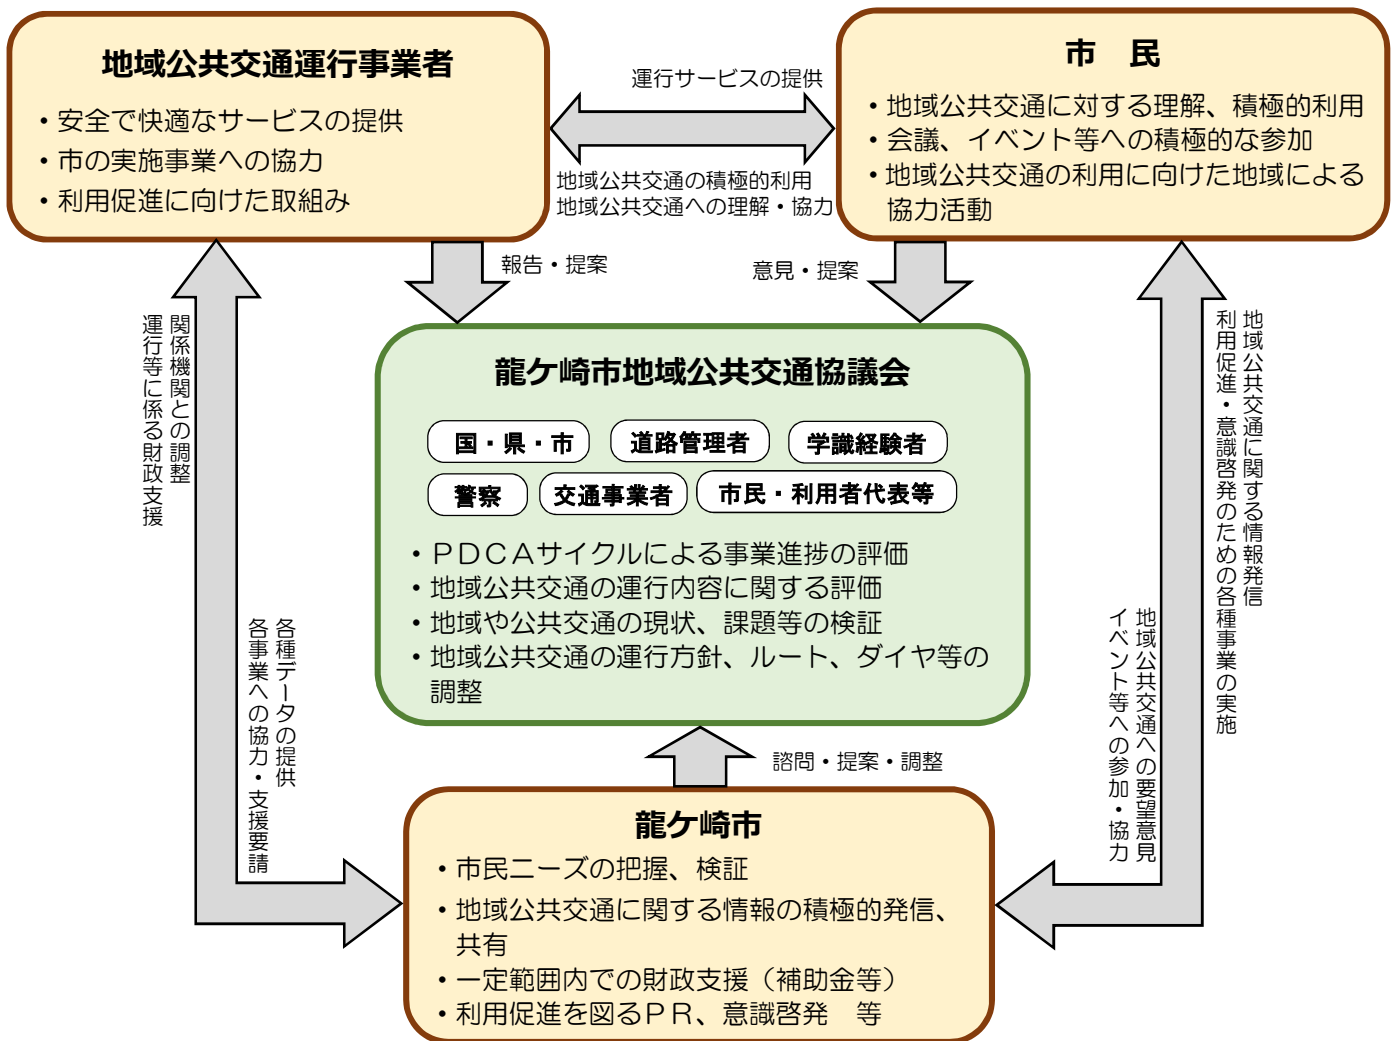 地域公共交通運行事業者
・安全で快適なサービスの提供
・市の実施事業への協力
・利用促進に向けた取組み
運行サービスの提供
地域公共交通の積極的利用
地域公共交通への理解・協力
市　民
・地域公共交通に対する理解、積極的利用
・会議、イベント等への積極的な参加
・地域公共交通の利用に向けた地域による
協力活動
報告・提案
意見・提案
関係機関との調整
運行等に係る財政支援
各種データの提供
各事業への協力・支援要請
龍ケ崎市地域公共交通協議会
国・県・市
道路管理者
学識経験者
警察
交通事業者
市民・利用者代表等
・ＰＤＣＡサイクルによる事業進捗の評価
・地域公共交通の運行内容に関する評価
・地域や公共交通の現状、課題等の検証
・地域公共交通の運行方針、ルート、ダイヤ等の
調整
地域公共交通に関する情報発信
利用促進・意識啓発のための各種事業の実施
地域公共交通への要望意見
イベント等への参加・協力
諮問・提案・調整
龍ケ崎市
・市民ニーズの把握、検証
・地域公共交通に関する情報の積極的発信、
共有
・一定範囲内での財政支援（補助金等）
・利用促進を図るＰＲ、意識啓発　等